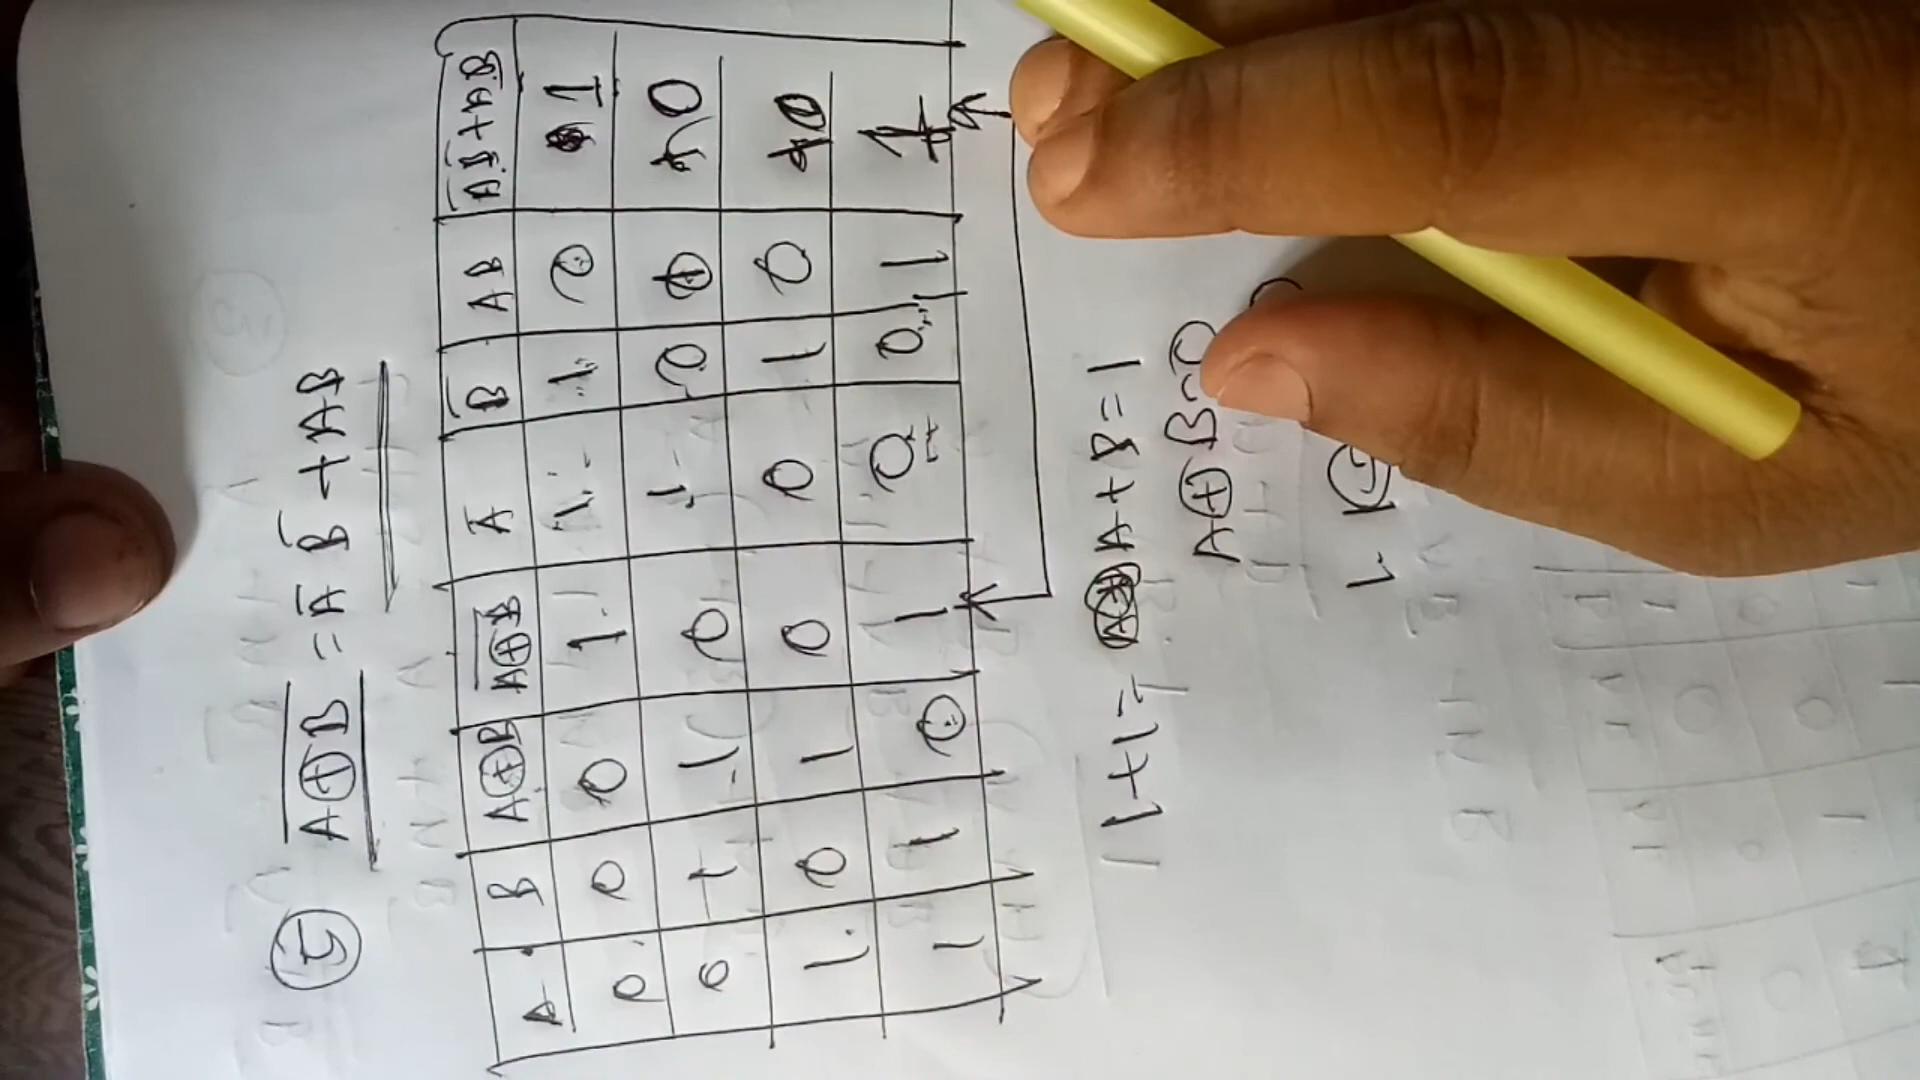 5 A⊕B̅ = A̅ B̅ + AB
A B A⊕B A⊕B̅ A̅ B̅ AB A̅B̅+AB
0 0 0 1 1 1 0 1
0 1 1 0 1 0 0 0
1 0 1 0 0 1 0 0
1 1 0 1 0 0 1 1
1+1= A+B=1
A⊕B=0